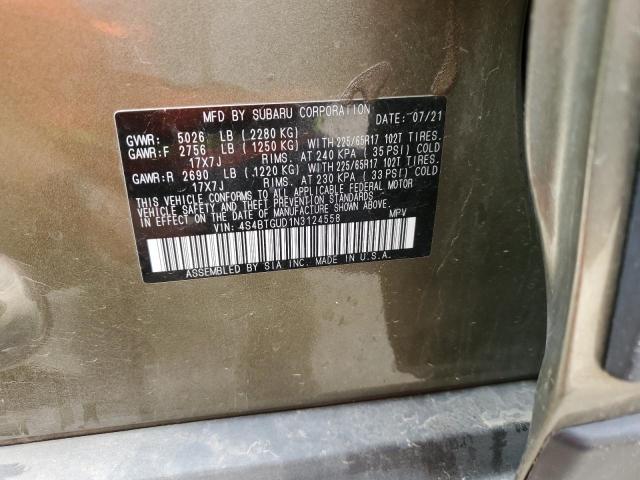 MFD BY SUBARU CORPORATION DATE: 07/21
GVWR: 5026 LB (2280 KG)
GAWR:F 2756 LB (1250 KG) WITH 225/65R17 102T TIRES.
17X7J RIMS. AT 240 KPA (35 PSI) COLD
GAWR:R 2690 LB (1220 KG) WITH 225/65R17 102T TIRES.
17X7J RIMS. AT 230 KPA (33 PSI) COLD
THIS VEHICLE CONFORMS TO ALL APPLICABLE FEDERAL MOTOR
VEHICLE SAFETY AND THEFT PREVENTION STANDARDS
IN EFFECT ON THE DATE OF MANUFACTURE SHOWN ABOVE.
VIN: 4S4BTGUD1N3124558 MPV
ASSEMBLED BY SIA INC. MADE IN U.S.A.